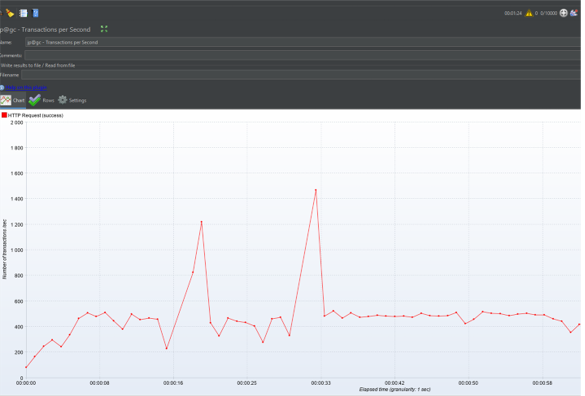 00:01:24 0 0/10000
jp@gc - Transactions per Second
Name: jp@gc - Transactions per Second
Comments:
Write results to file / Read from file
Filename
Chart Rows Settings
HTTP Request (success)
2 000
1 800
1 600
1 400
1 200
1 000
800
600
400
200
0
Number of transactions /sec
00:00:00 00:00:08 00:00:16 00:00:25 00:00:33 00:00:42 00:00:50 00:00:58
Elapsed time (granularity: 1 sec)